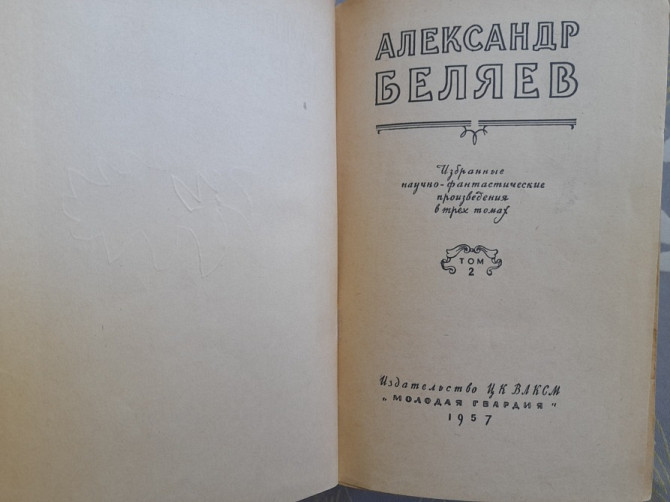 АЛЕКСАНДР
БЕЛЯЕВ
Избранные
научно-фантастические
произведения
в трех томах
ТОМ
2
Издательство ЦК ВЛКСМ
„МОЛОДАЯ ГВАРДИЯ"
1957